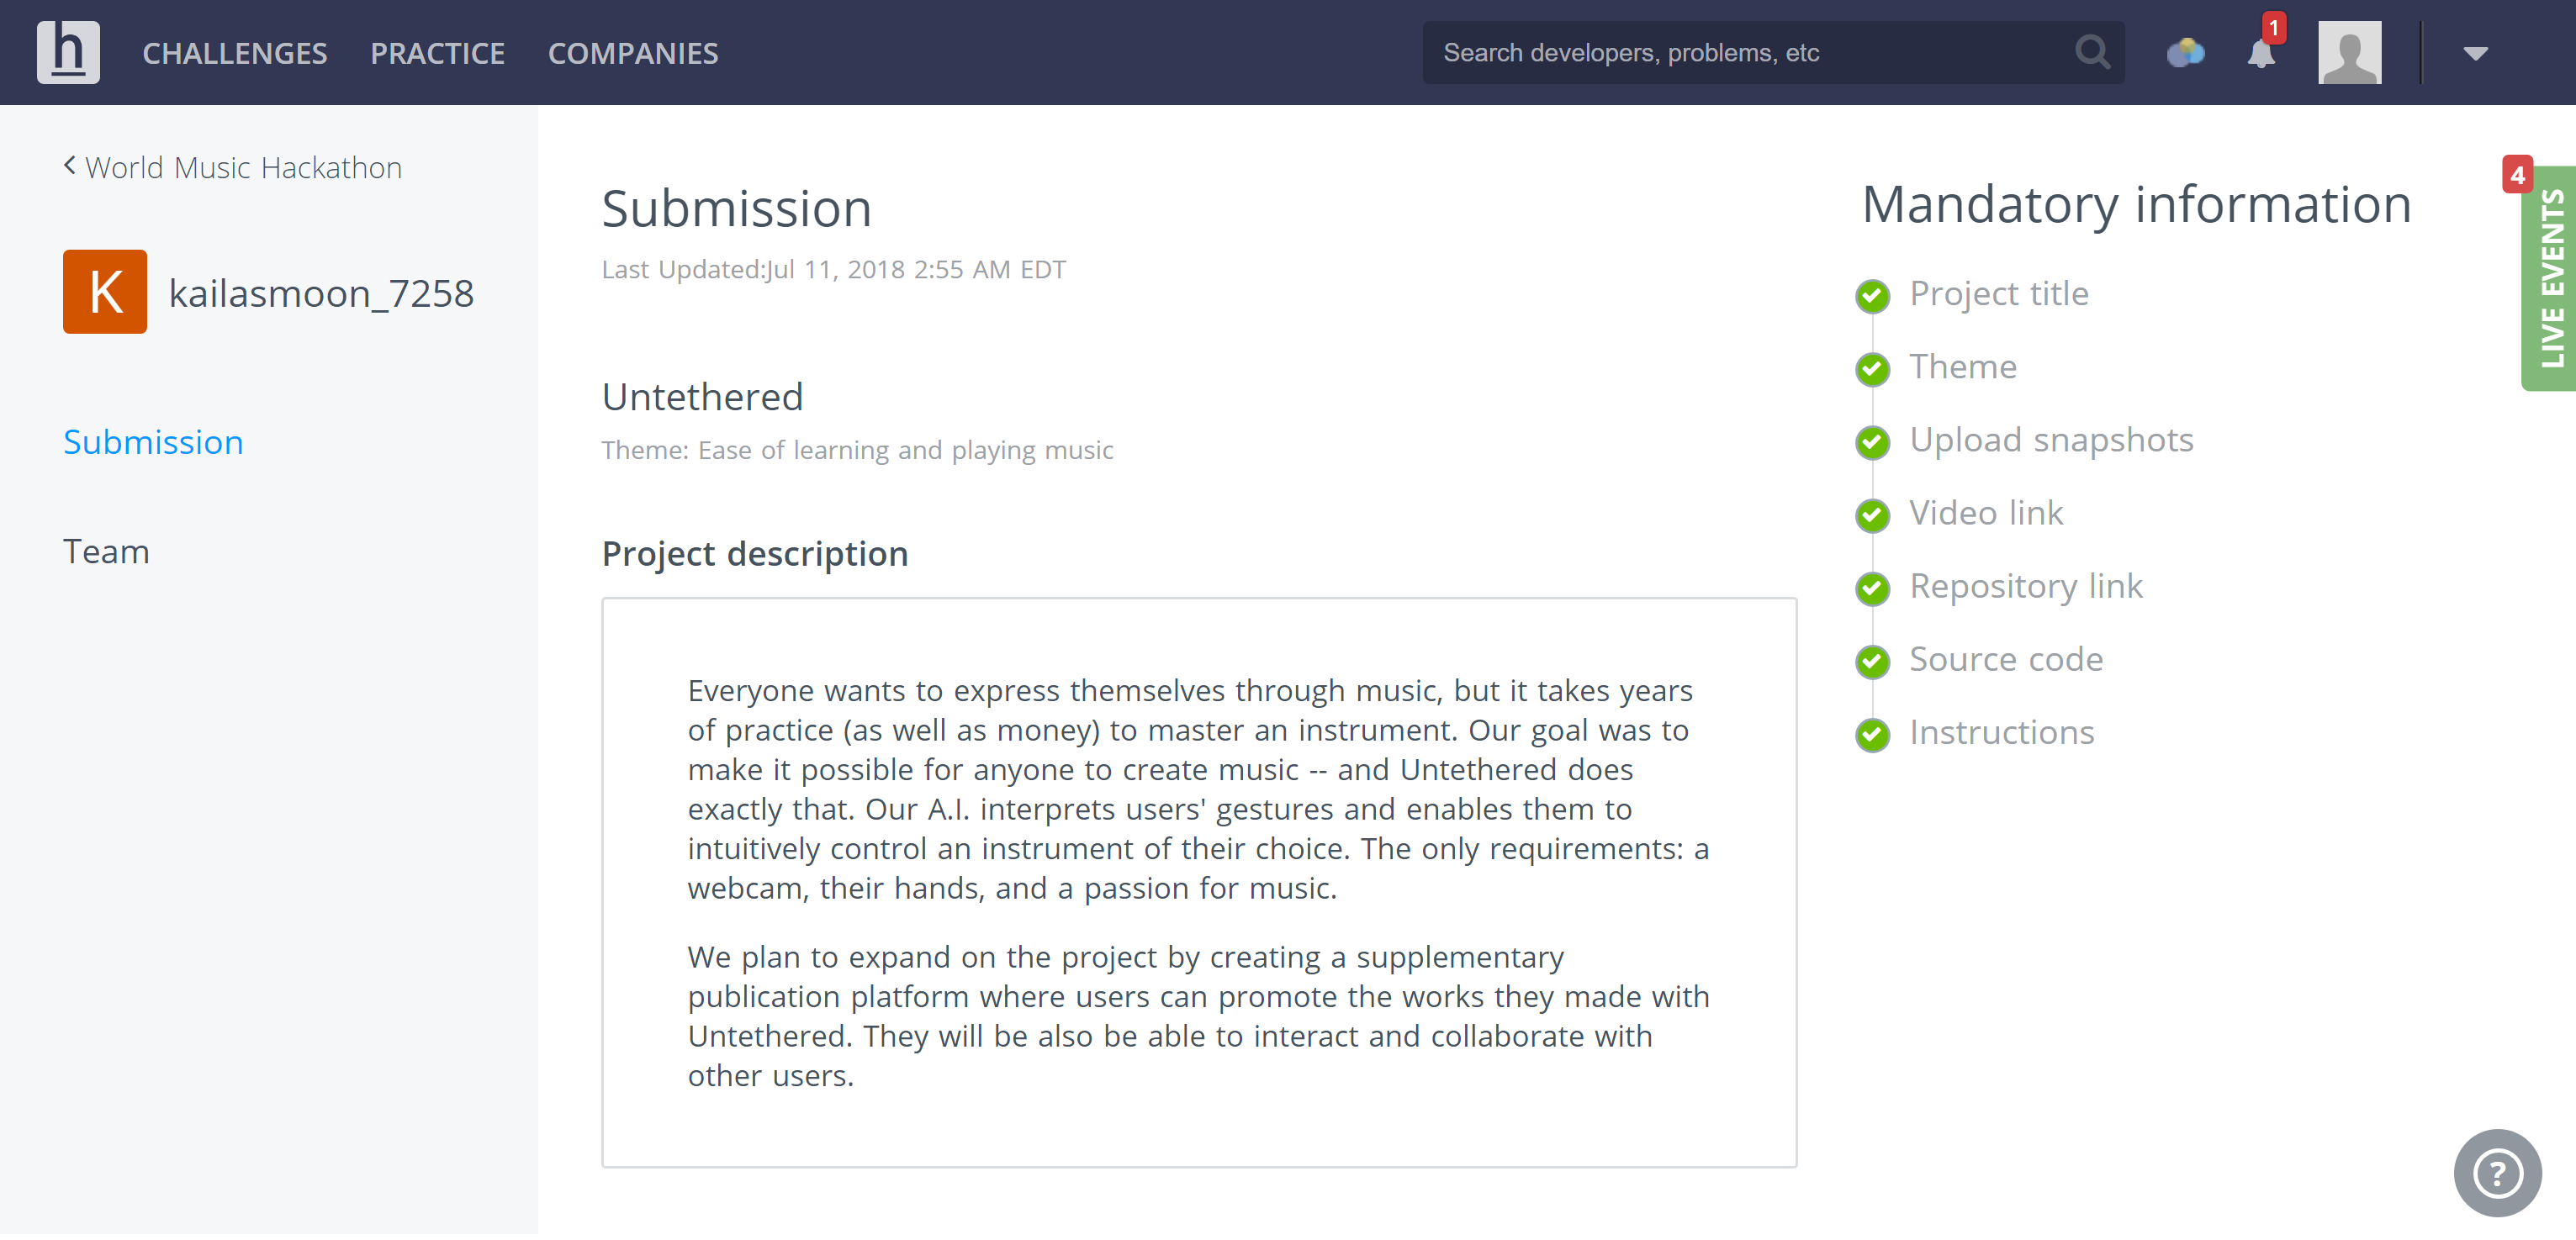 h
CHALLENGES
PRACTICE
COMPANIES
Search developers, problems, etc
1
World Music Hackathon
K
kailasmoon_7258
Submission
Team
Submission
Last Updated:Jul 11, 2018 2:55 AM EDT
Untethered
Theme: Ease of learning and playing music
Project description
Everyone wants to express themselves through music, but it takes years
of practice (as well as money) to master an instrument. Our goal was to
make it possible for anyone to create music -- and Untethered does
exactly that. Our A.I. interprets users' gestures and enables them to
intuitively control an instrument of their choice. The only requirements: a
webcam, their hands, and a passion for music.
We plan to expand on the project by creating a supplementary
publication platform where users can promote the works they made with
Untethered. They will be also be able to interact and collaborate with
other users.
Mandatory information
Project title
Theme
Upload snapshots
Video link
Repository link
Source code
Instructions
4
LIVE EVENTS
?